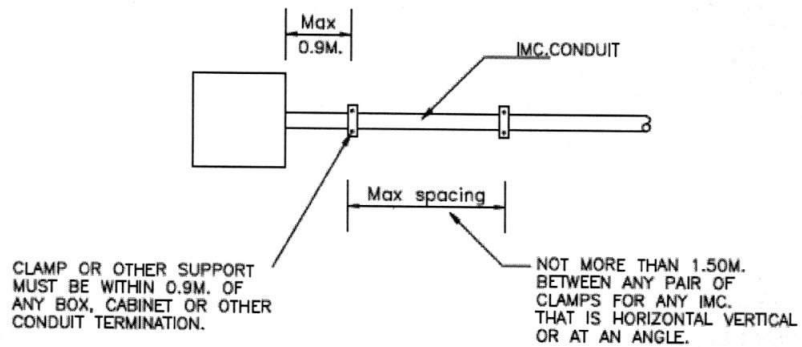 Max
0.9M.
IMC.CONDUIT
Max spacing
CLAMP OR OTHER SUPPORT
MUST BE WITHIN 0.9M. OF
ANY BOX, CABINET OR OTHER
CONDUIT TERMINATION.
NOT MORE THAN 1.50M.
BETWEEN ANY PAIR OF
CLAMPS FOR ANY IMC.
THAT IS HORIZONTAL VERTICAL
OR AT AN ANGLE.